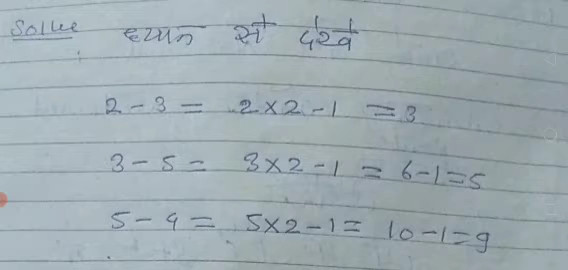 Solve ध्यान से देखे
2 - 3 = 2×2-1 = 3
3 - 5 = 3×2-1 = 6-1=5
5 - 9 = 5×2-1= 10-1=9